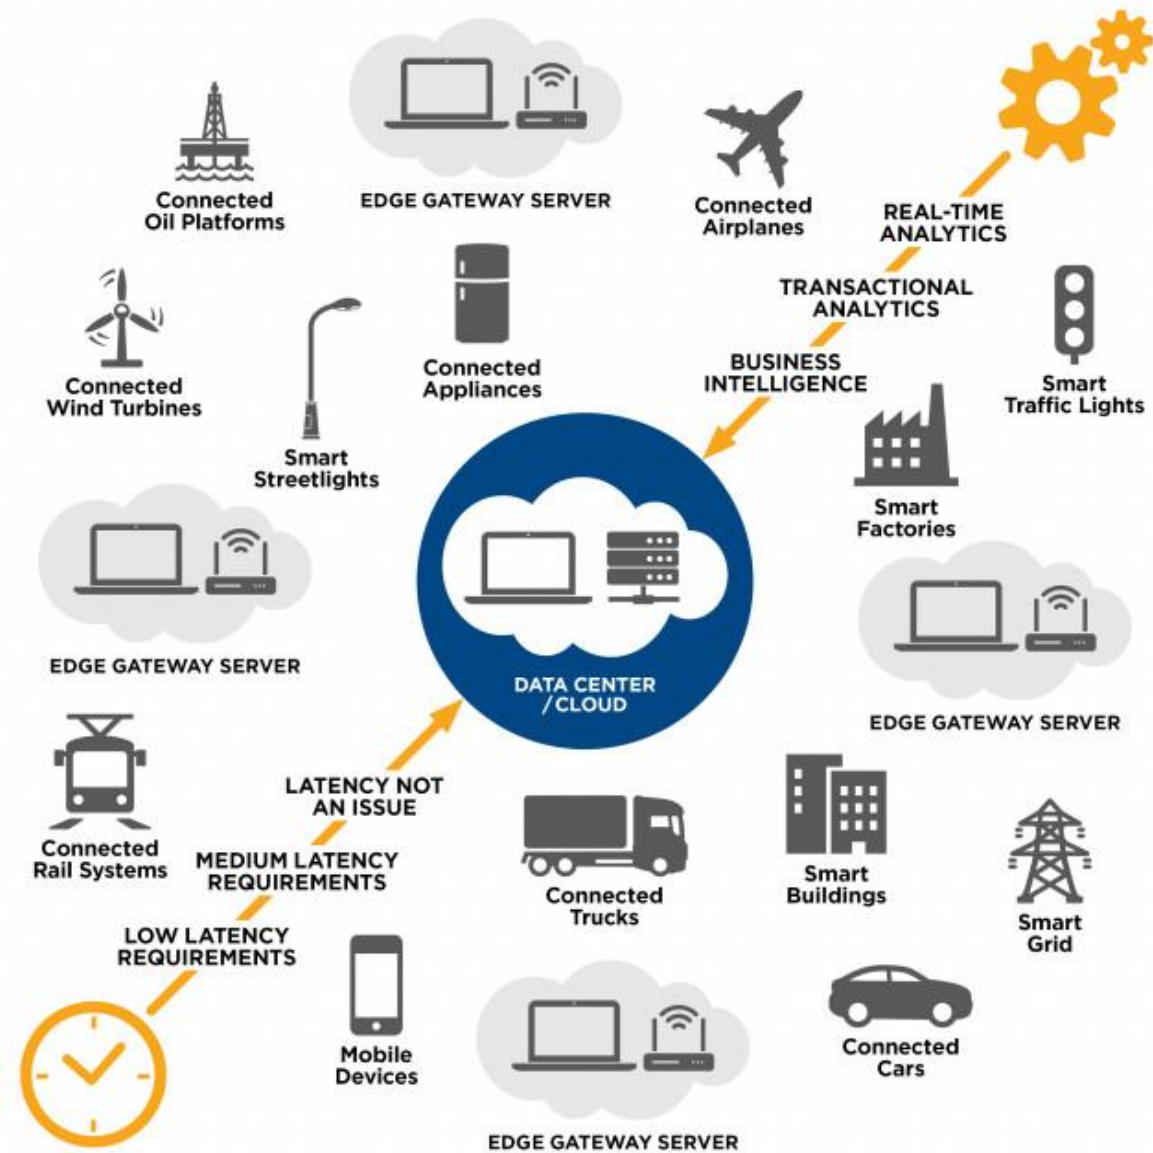 EDGE GATEWAY SERVER
Connected
Oil Platforms
Connected
Airplanes
REAL-TIME
ANALYTICS
TRANSACTIONAL
ANALYTICS
BUSINESS
INTELLIGENCE
Connected
Wind Turbines
Smart
Streetlights
Connected
Appliances
Smart
Traffic Lights
Smart
Factories
EDGE GATEWAY SERVER
DATA CENTER
/CLOUD
EDGE GATEWAY SERVER
Connected
Rail Systems
LATENCY NOT
AN ISSUE
MEDIUM LATENCY
REQUIREMENTS
LOW LATENCY
REQUIREMENTS
Connected
Trucks
Smart
Buildings
Smart
Grid
Mobile
Devices
Connected
Cars
EDGE GATEWAY SERVER